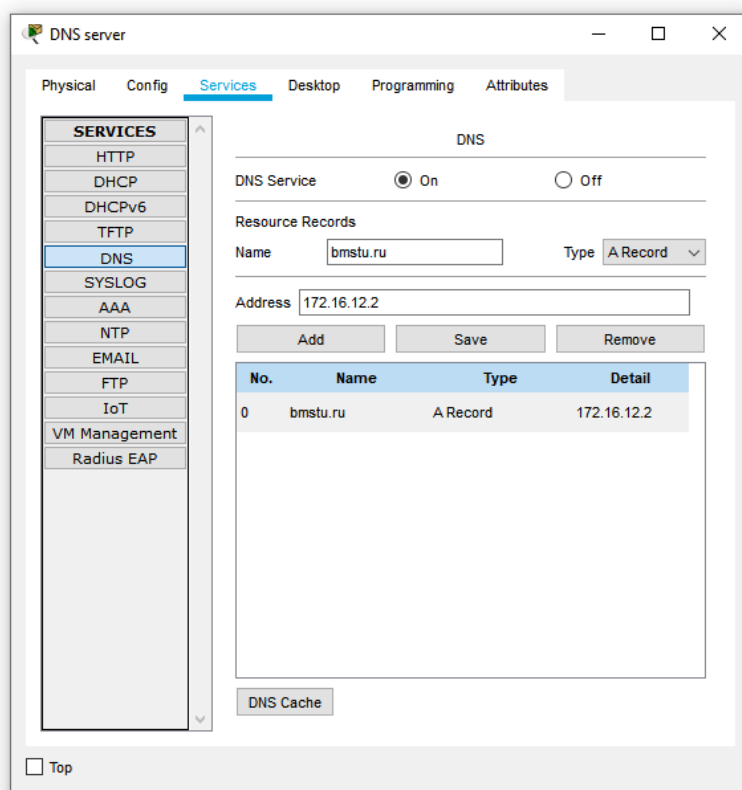 DNS server
Physical Config Services Desktop Programming Attributes
SERVICES
HTTP
DHCP
DHCPv6
TFTP
DNS
SYSLOG
AAA
NTP
EMAIL
FTP
IoT
VM Management
Radius EAP
DNS
DNS Service On Off
Resource Records
Name bmstu.ru Type A Record
Address 172.16.12.2
Add Save Remove
No. Name Type Detail
0 bmstu.ru A Record 172.16.12.2
DNS Cache
Top